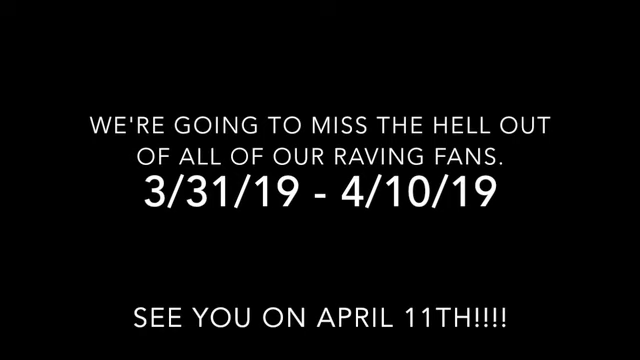 WE'RE GOING TO MISS THE HELL OUT
OF ALL OF OUR RAVING FANS.
3/31/19 - 4/10/19
SEE YOU ON APRIL 11TH!!!!